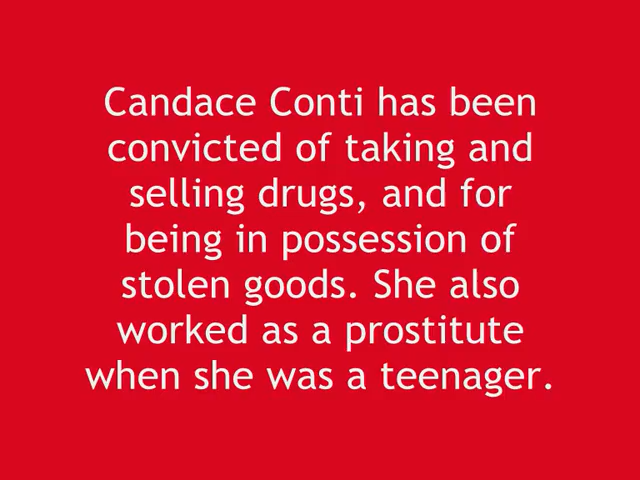 Candace Conti has been
convicted of taking and
selling drugs, and for
being in possession of
stolen goods. She also
worked as a prostitute
when she was a teenager.